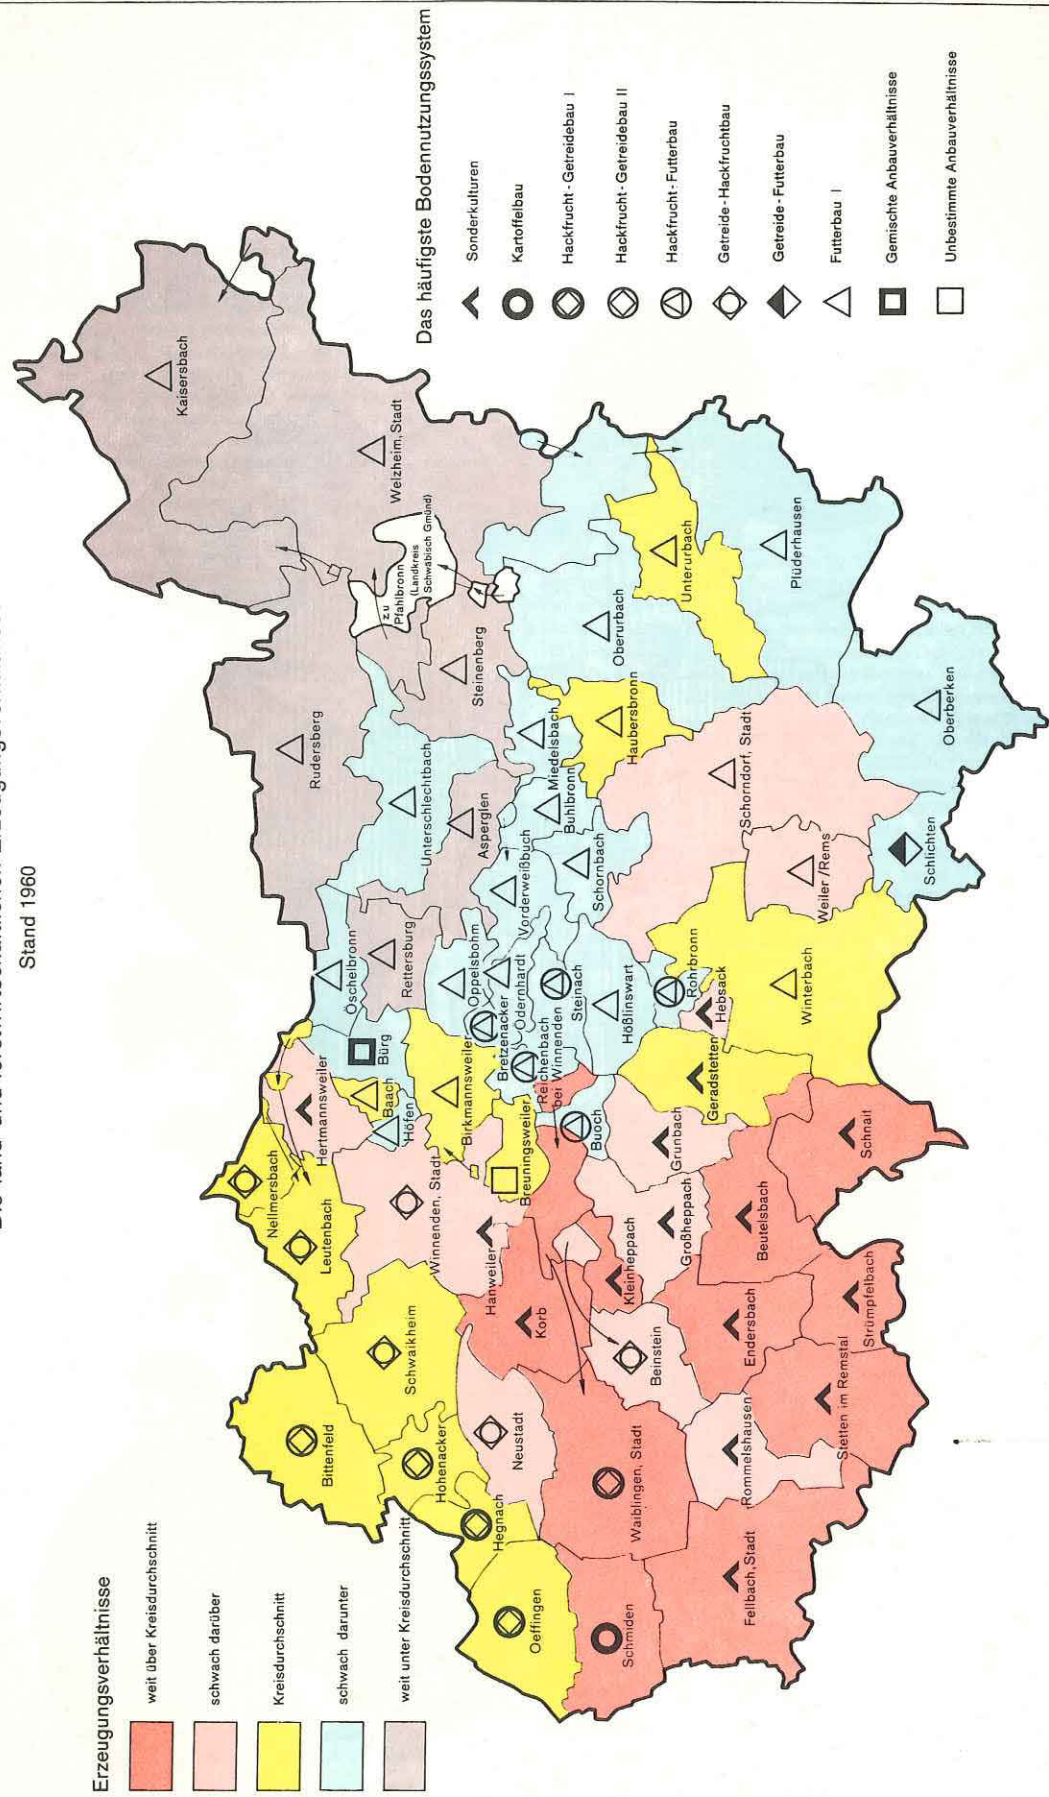 Stand 1960
Erzeugungsverhältnisse
weit über Kreisdurchschnitt
schwach darüber
Kreisdurchschnitt
schwach darunter
weit unter Kreisdurchschnitt
Das häufigste Bodennutzungssystem
Sonderkulturen
Kartoffelbau
Hackfrucht-Getreidebau I
Hackfrucht-Getreidebau II
Hackfrucht-Futterbau
Getreide-Hackfruchtbau
Getreide-Futterbau
Futterbau I
Gemischte Anbauverhältnisse
Unbestimmte Anbauverhältnisse
Kaisersbach
Welzheim, Stadt
zu
Pfahlbronn
(Landkreis
Schwäbisch Gmünd)
Rudersberg
Steinenberg
Unterschlechtbach
Asperglen
Oberurbach
Unterurbach
Plüderhausen
Haubersbronn
Miedelsbach
Buhlbronn
Schornbach
Vorderweißbuch
Schorndorf, Stadt
Oberberken
Schlichten
Weiler/Rems
Winterbach
Öschelbronn
Rettersburg
Oppelsbohm
Bürg
Bretzenacker
Ödernhardt
Steinach
Reichenbach
bei Winnenden
Hößlinswart
Rohrbronn
Hebsack
Geradstetten
Hertmannsweiler
Baach
Höfen
Birkmannsweiler
Breuningsweiler
Buoch
Grunbach
Schnait
Nellmersbach
Leutenbach
Winnenden, Stadt
Hanweiler
Korb
Kleinheppach
Großheppach
Beutelsbach
Schwaikheim
Beinstein
Endersbach
Strümpfelbach
Bittenfeld
Hohenacker
Neustadt
Waiblingen, Stadt
Rommelshausen
Stetten im Remstal
Hegnach
Oeffingen
Schmiden
Fellbach, Stadt